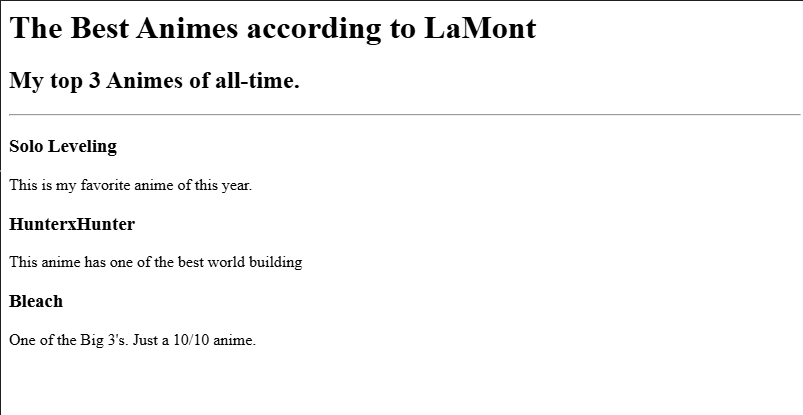 The Best Animes according to LaMont
My top 3 Animes of all-time.
Solo Leveling
This is my favorite anime of this year.
HunterxHunter
This anime has one of the best world building
Bleach
One of the Big 3's. Just a 10/10 anime.